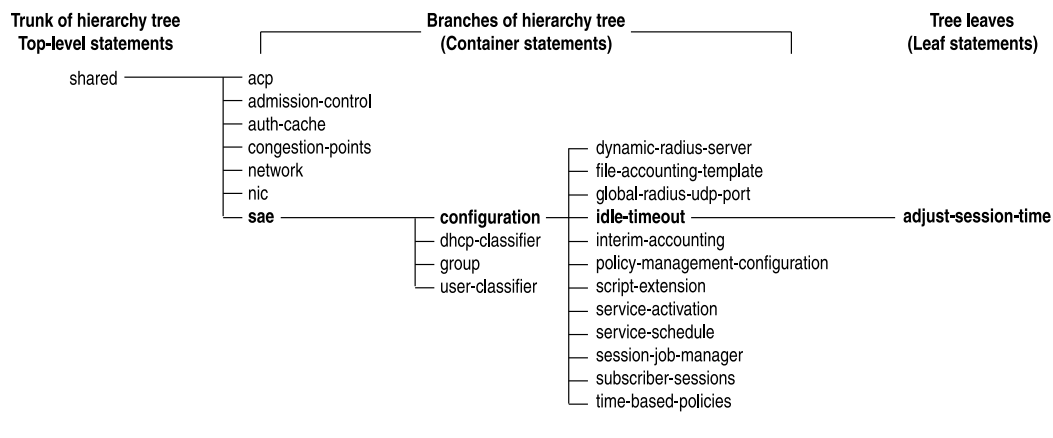 Trunk of hierarchy tree
Top-level statements
Branches of hierarchy tree
(Container statements)
Tree leaves
(Leaf statements)
shared
acp
admission-control
auth-cache
congestion-points
network
nic
sae
configuration
dhcp-classifier
group
user-classifier
dynamic-radius-server
file-accounting-template
global-radius-udp-port
idle-timeout
interim-accounting
policy-management-configuration
script-extension
service-activation
service-schedule
session-job-manager
subscriber-sessions
time-based-policies
adjust-session-time